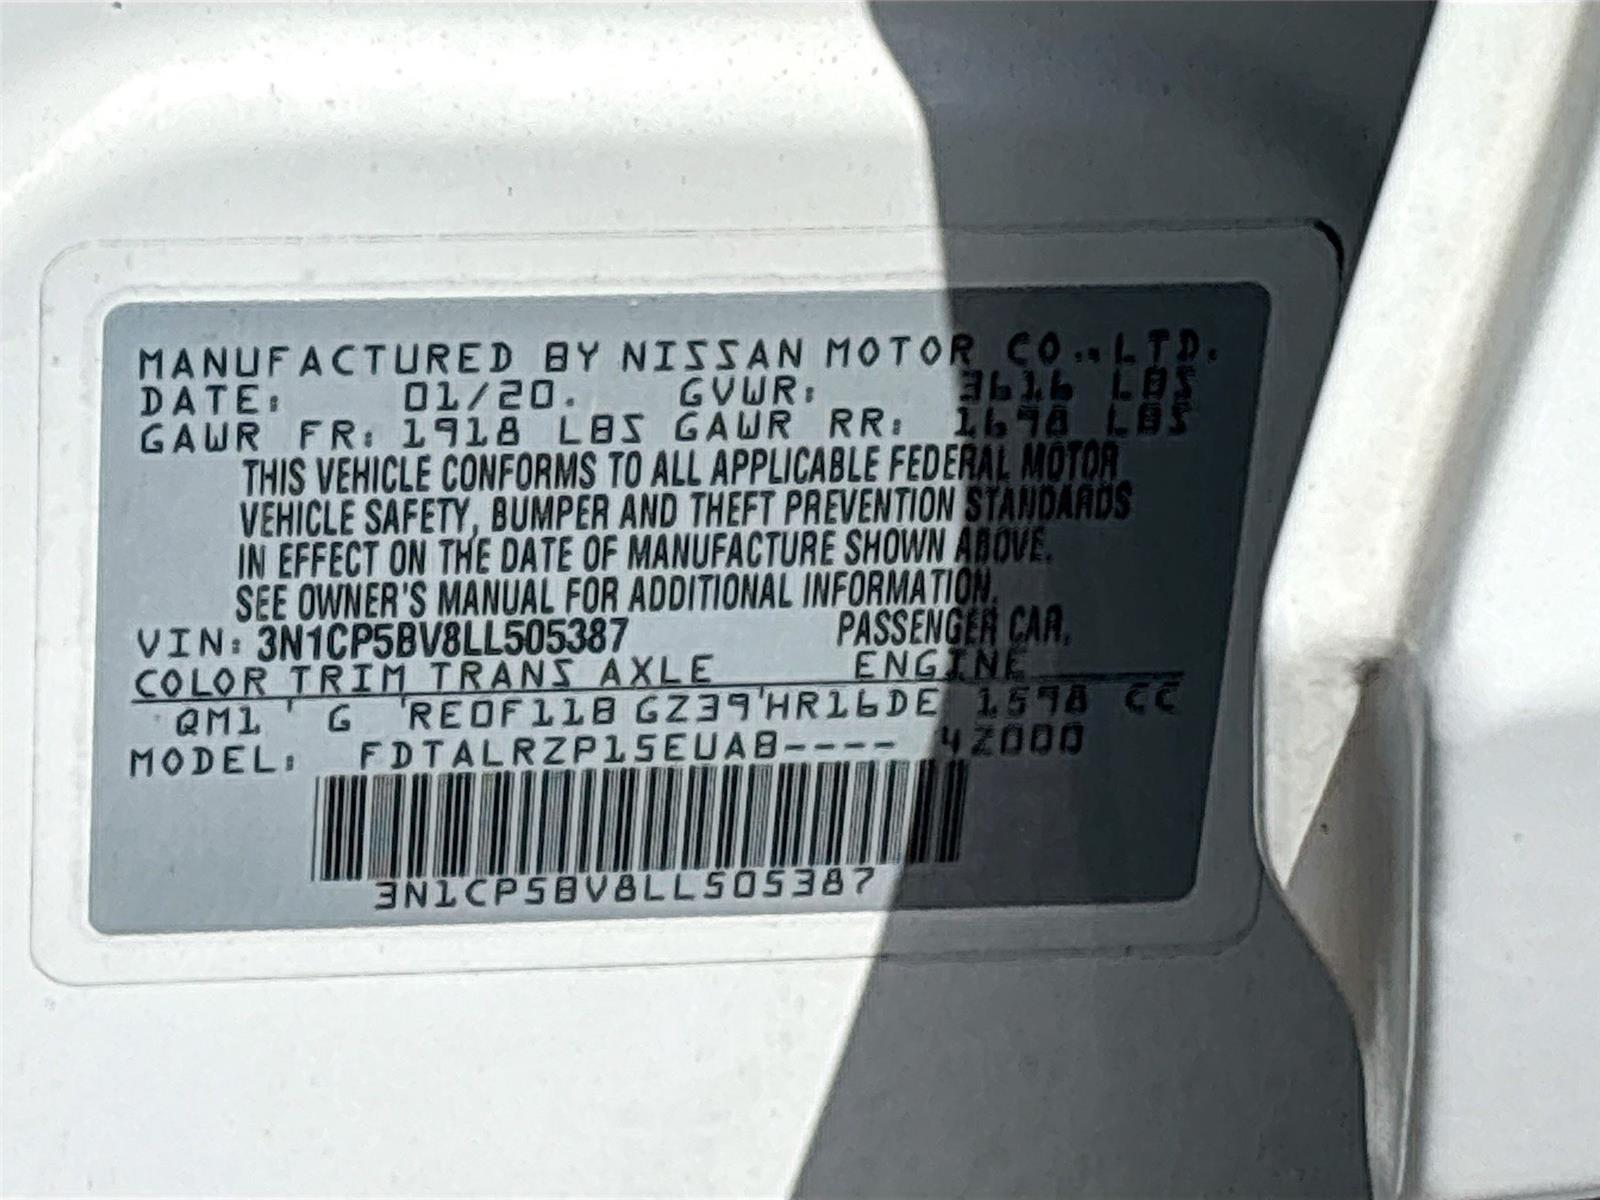 MANUFACTURED BY NISSAN MOTOR CO.,LTD.
DATE: 01/20. GVWR: 3616 LBS
GAWR FR: 1918 LBS GAWR RR: 1698 LBS
THIS VEHICLE CONFORMS TO ALL APPLICABLE FEDERAL MOTOR
VEHICLE SAFETY, BUMPER AND THEFT PREVENTION STANDARDS
IN EFFECT ON THE DATE OF MANUFACTURE SHOWN ABOVE.
SEE OWNER'S MANUAL FOR ADDITIONAL INFORMATION.
VIN: 3N1CP5BV8LL505387 PASSENGER CAR.
COLOR TRIM TRANS AXLE ENGINE
QM1 ' G 'RE0F11B GZ39'HR16DE 1598 CC
MODEL: FDTALRZP15EUAB---- 4Z000
3N1CP5BV8LL505387